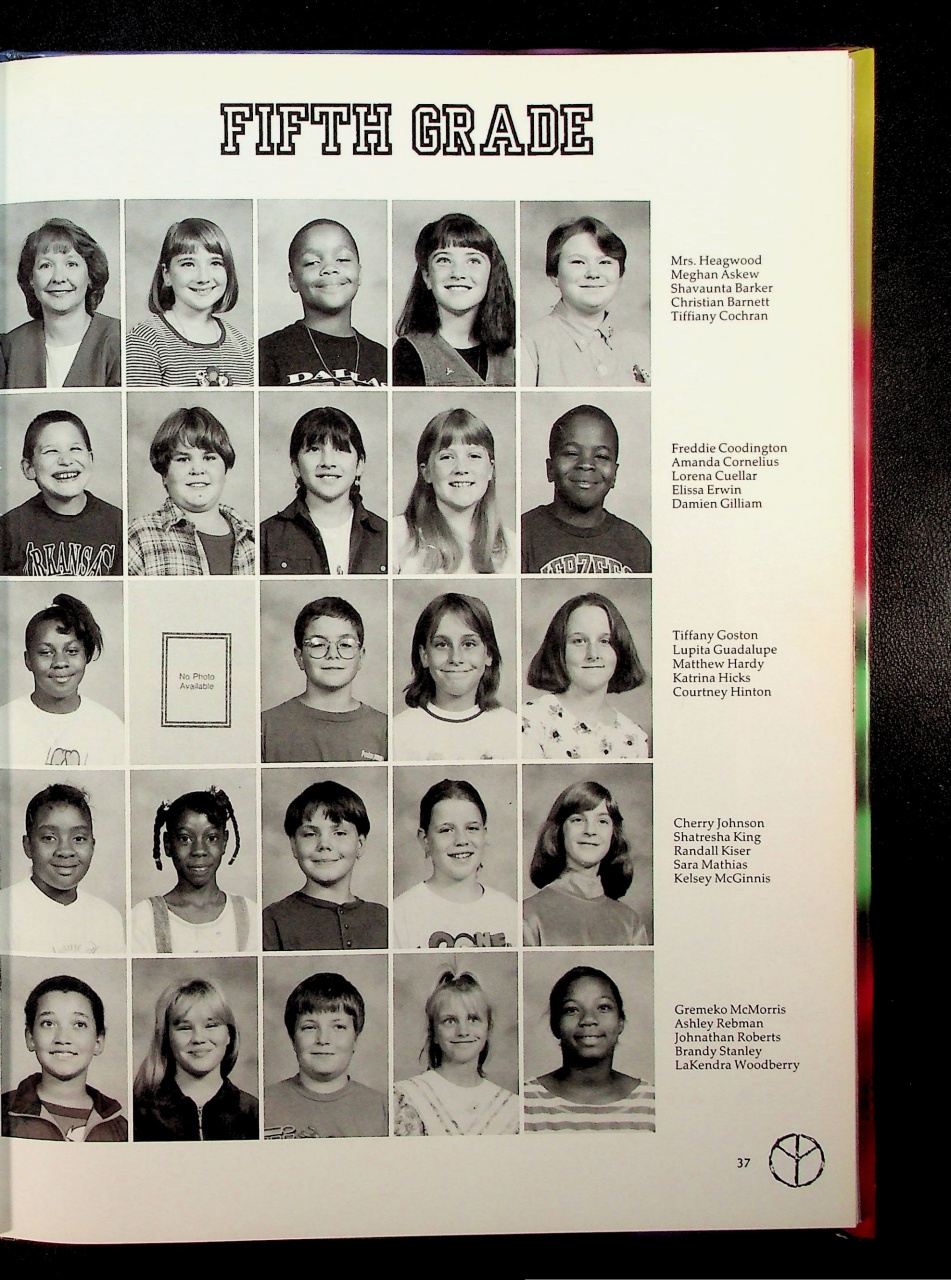 FIFTH GRADE
Mrs. Heagwood
Meghan Askew
Shavaunta Barker
Christian Barnett
Tiffiany Cochran
DALLAS
Freddie Coodington
Amanda Cornelius
Lorena Cuellar
Elissa Erwin
Damien Gilliam
ARKANSAS
Tiffany Goston
Lupita Guadalupe
Matthew Hardy
Katrina Hicks
Courtney Hinton
No Photo
Available
Cherry Johnson
Shatresha King
Randall Kiser
Sara Mathias
Kelsey McGinnis
Gremeko McMorris
Ashley Rebman
Johnathan Roberts
Brandy Stanley
LaKendra Woodberry
37